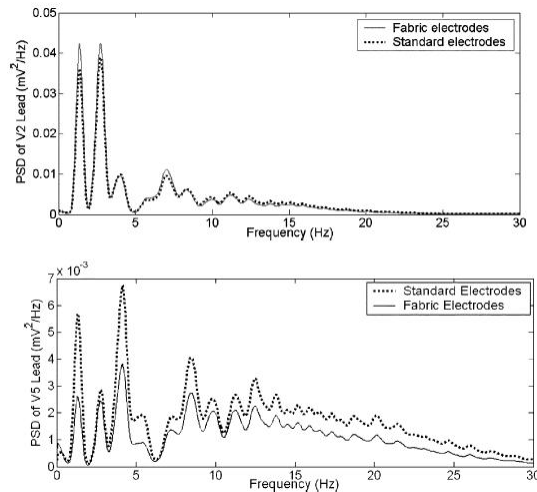 0.05
0.04
0.03
0.02
0.01
0
PSD of V2 Lead (mV²/Hz)
Fabric electrodes
Standard electrodes
0 5 10 15 20 25 30
Frequency (Hz)
7 x 10⁻³
6
5
4
3
2
1
0
PSD of V5 Lead (mV²/Hz)
Standard Electrodes
Fabric Electrodes
0 5 10 15 20 25 30
Frequency (Hz)